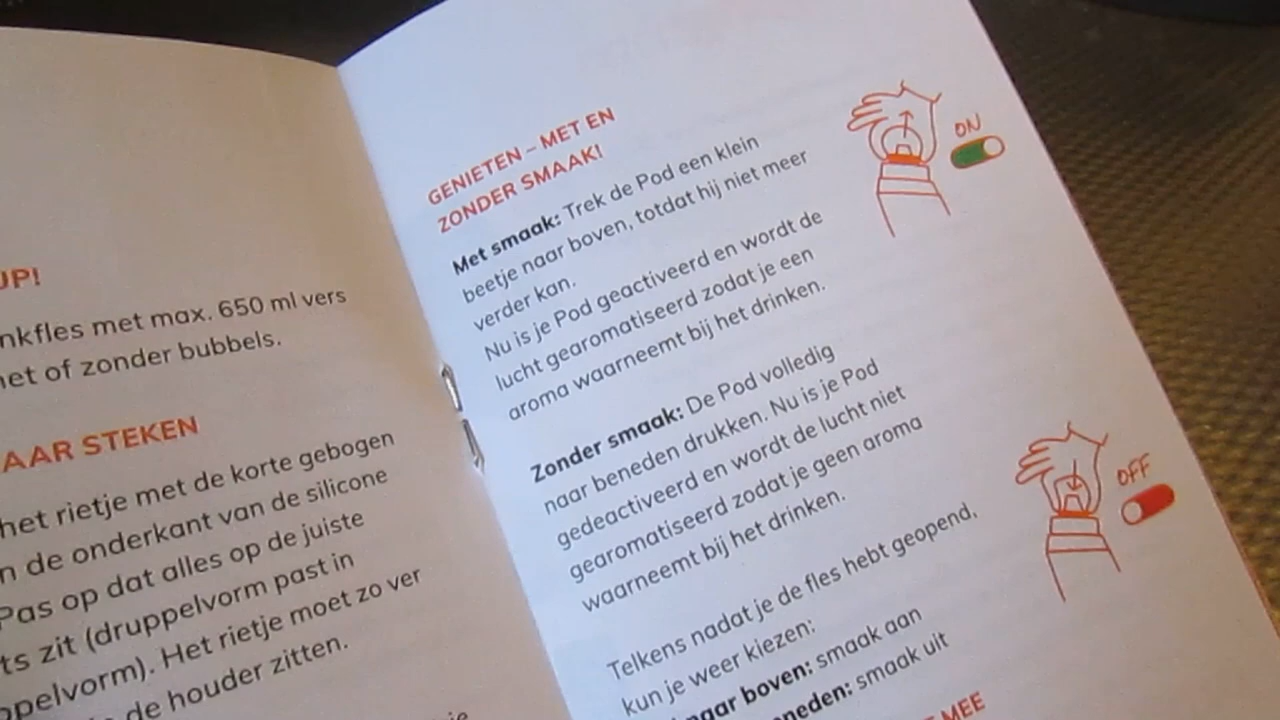 UP!
nkfles met max. 650 ml vers
net of zonder bubbels.
AAR STEKEN
het rietje met de korte gebogen
n de onderkant van de silicone
Pas op dat alles op de juiste
ts zit (druppelvorm past in
ppelvorm). Het rietje moet zo ver
de houder zitten.
GENIETEN – MET EN
ZONDER SMAAK!
Met smaak: Trek de Pod een klein
beetje naar boven, totdat hij niet meer
verder kan.
Nu is je Pod geactiveerd en wordt de
lucht gearomatiseerd zodat je een
aroma waarneemt bij het drinken.
ON
Zonder smaak: De Pod volledig
naar beneden drukken. Nu is je Pod
gedeactiveerd en wordt de lucht niet
gearomatiseerd zodat je geen aroma
waarneemt bij het drinken.
OFF
Telkens nadat je de fles hebt geopend,
kun je weer kiezen:
naar boven: smaak aan
neden: smaak uit
MEE